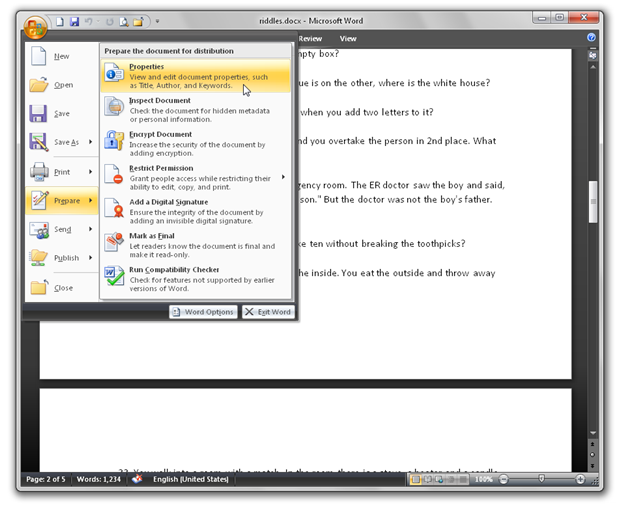 riddles.docx - Microsoft Word
Review View
New
Open
Save
Save As
Print
Prepare
Send
Publish
Close
Prepare the document for distribution
Properties
View and edit document properties, such
as Title, Author, and Keywords.
Inspect Document
Check the document for hidden metadata
or personal information.
Encrypt Document
Increase the security of the document by
adding encryption.
Restrict Permission
Grant people access while restricting their
ability to edit, copy, and print.
Add a Digital Signature
Ensure the integrity of the document by
adding an invisible digital signature.
Mark as Final
Let readers know the document is final and
make it read-only.
Run Compatibility Checker
Check for features not supported by earlier
versions of Word.
Word Options Exit Word
box?
is on the other, where is the white house?
when you add two letters to it?
you overtake the person in 2nd place. What
room. The ER doctor saw the boy and said,
son." But the doctor was not the boy's father.
ten without breaking the toothpicks?
the inside. You eat the outside and throw away
You walk into a room with a match. In the room there is a stove, a heater and a candle
Page: 2 of 5 Words: 1,234 English (United States) 100%